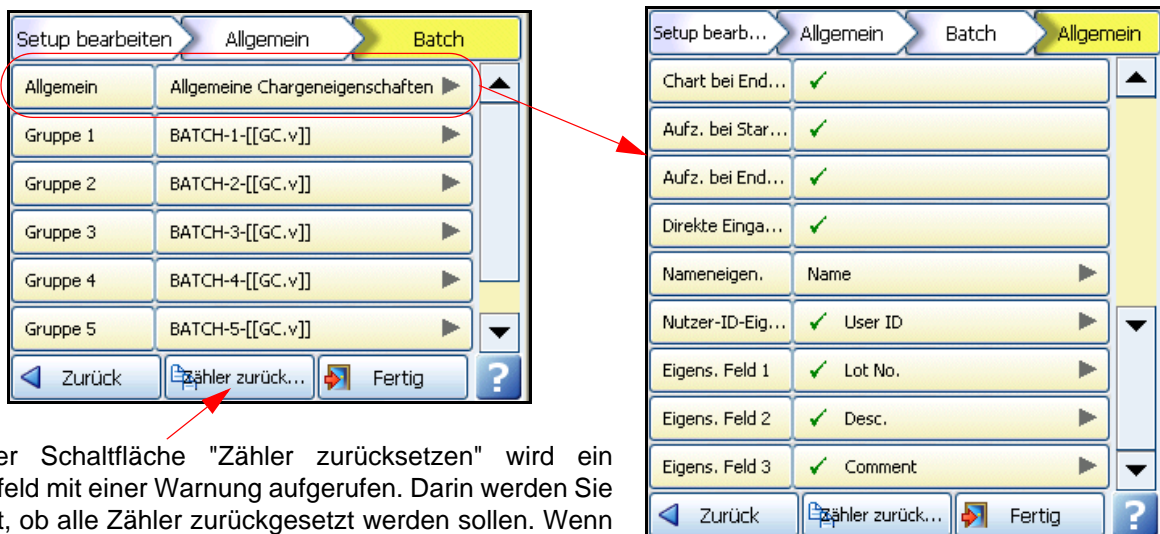 Setup bearbeiten Allgemein Batch
Allgemein Allgemeine Chargeneigenschaften
Gruppe 1 BATCH-1-[[GC.v]]
Gruppe 2 BATCH-2-[[GC.v]]
Gruppe 3 BATCH-3-[[GC.v]]
Gruppe 4 BATCH-4-[[GC.v]]
Gruppe 5 BATCH-5-[[GC.v]]
Zurück Zähler zurück... Fertig ?
er Schaltfläche "Zähler zurücksetzen" wird ein
feld mit einer Warnung aufgerufen. Darin werden Sie
t, ob alle Zähler zurückgesetzt werden sollen. Wenn
Setup bearb... Allgemein Batch Allgemein
Chart bei End... ✓
Aufz. bei Star... ✓
Aufz. bei End... ✓
Direkte Einga... ✓
Nameneigen. Name
Nutzer-ID-Eig... ✓ User ID
Eigens. Feld 1 ✓ Lot No.
Eigens. Feld 2 ✓ Desc.
Eigens. Feld 3 ✓ Comment
Zurück Zähler zurück... Fertig ?